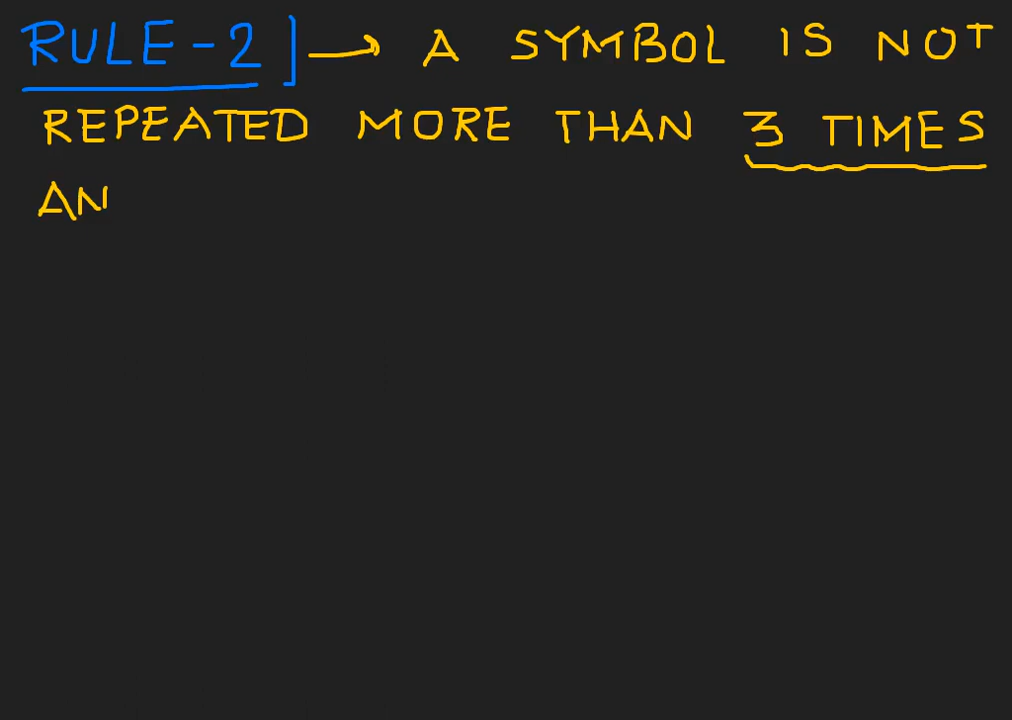 RULE-2] → A SYMBOL IS NOT
REPEATED MORE THAN 3 TIMES
AN